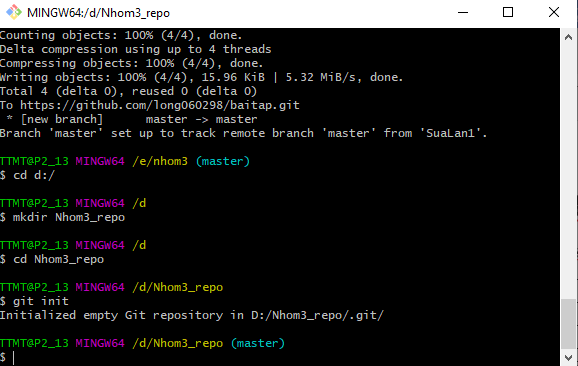 MINGW64:/d/Nhom3_repo
Counting objects: 100% (4/4), done.
Delta compression using up to 4 threads
Compressing objects: 100% (4/4), done.
Writing objects: 100% (4/4), 15.96 KiB | 5.32 MiB/s, done.
Total 4 (delta 0), reused 0 (delta 0)
To https://github.com/long060298/baitap.git
 * [new branch]      master -> master
Branch 'master' set up to track remote branch 'master' from 'SuaLan1'.
TTMT@P2_13 MINGW64 /e/nhom3 (master)
$ cd d:/
TTMT@P2_13 MINGW64 /d
$ mkdir Nhom3_repo
TTMT@P2_13 MINGW64 /d
$ cd Nhom3_repo
TTMT@P2_13 MINGW64 /d/Nhom3_repo
$ git init
Initialized empty Git repository in D:/Nhom3_repo/.git/
TTMT@P2_13 MINGW64 /d/Nhom3_repo (master)
$